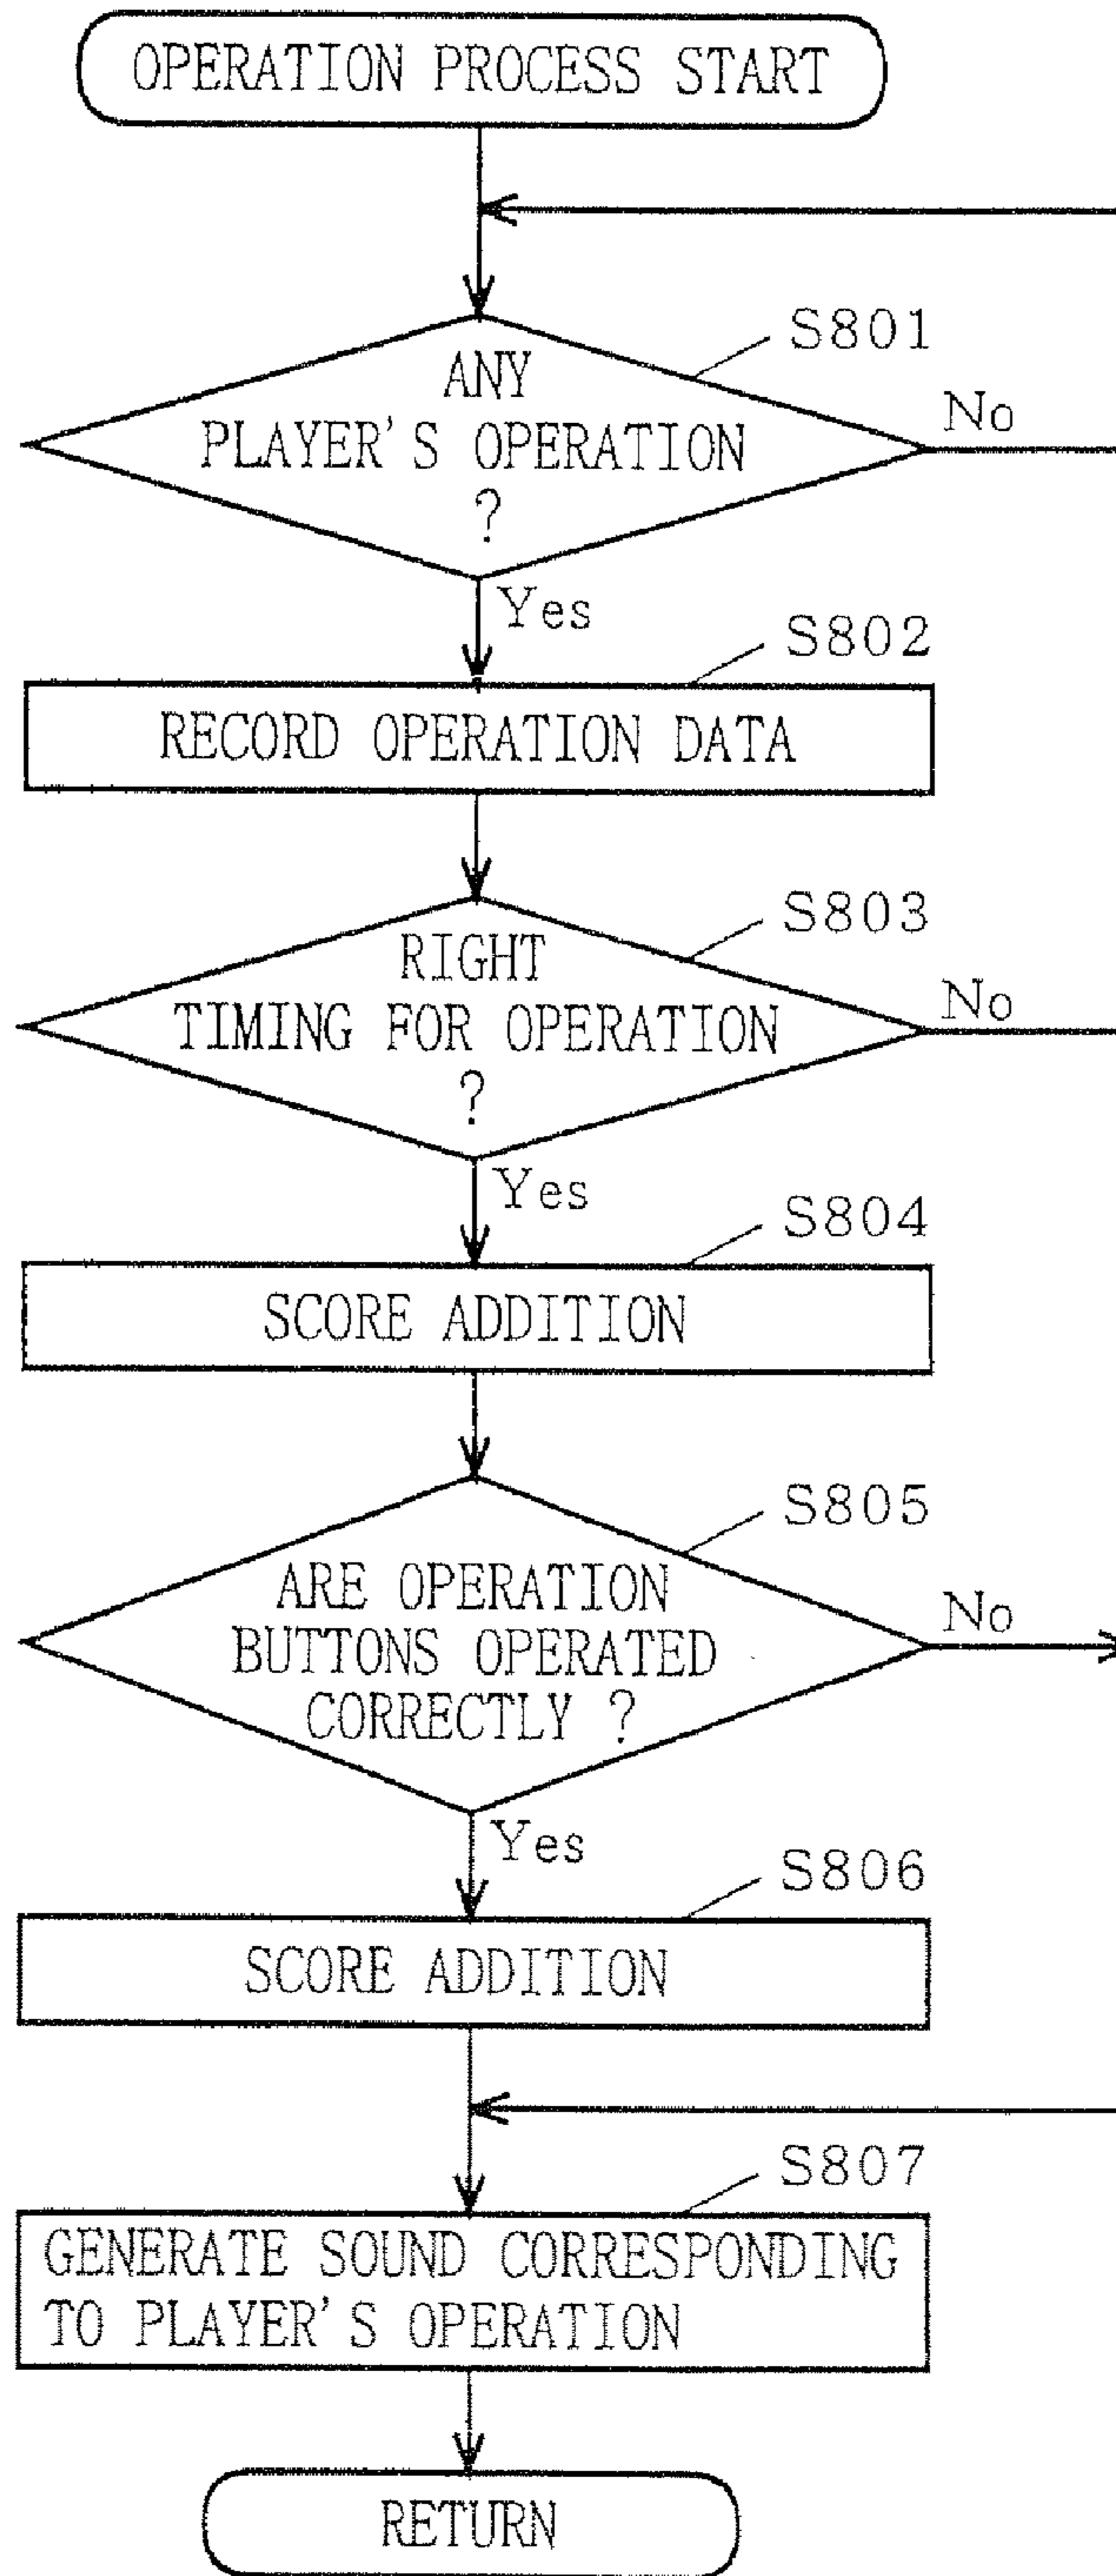 OPERATION PROCESS START
S801
ANY
PLAYER'S OPERATION
?
No
Yes
S802
RECORD OPERATION DATA
S803
RIGHT
TIMING FOR OPERATION
?
No
Yes
S804
SCORE ADDITION
S805
ARE OPERATION
BUTTONS OPERATED
CORRECTLY ?
No
Yes
S806
SCORE ADDITION
S807
GENERATE SOUND CORRESPONDING
TO PLAYER'S OPERATION
RETURN